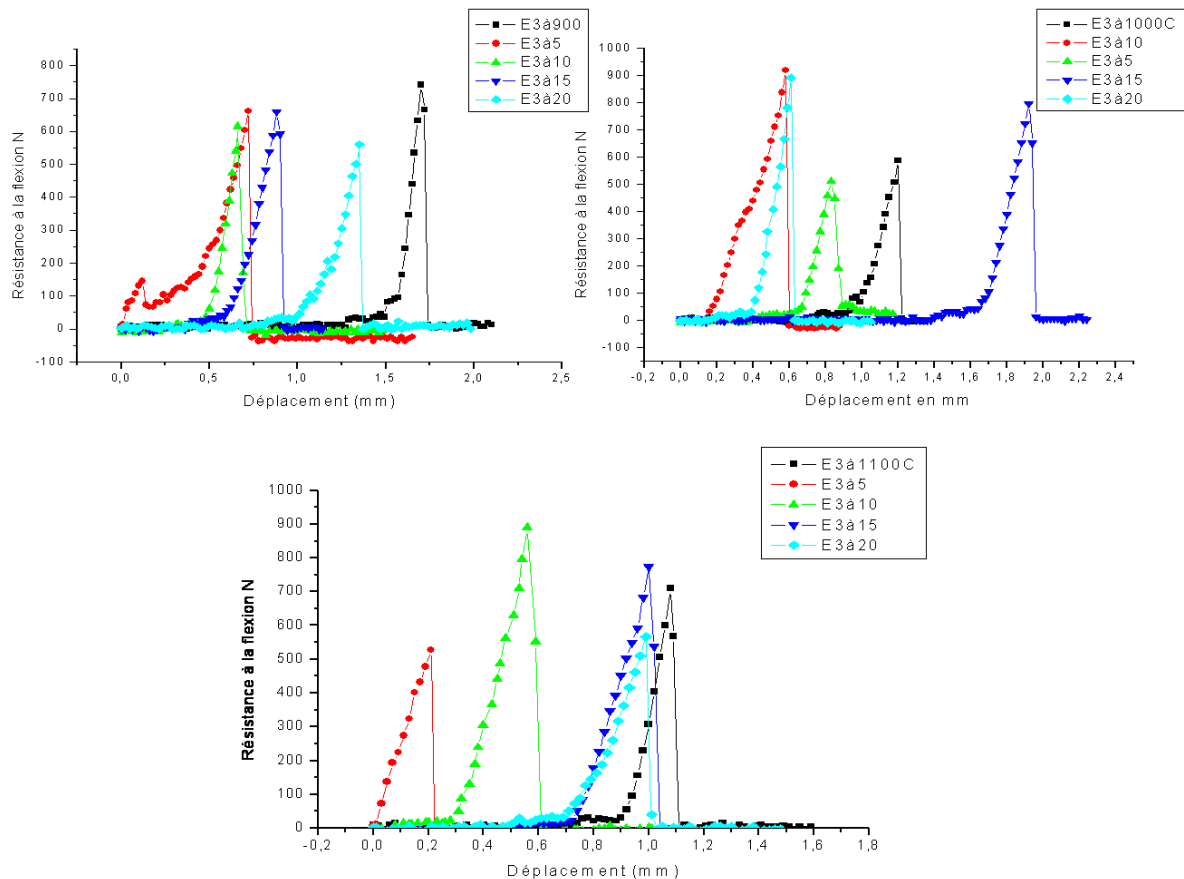 E3à900
E3à5
E3à10
E3à15
E3à20
Résistance à la flexion N
800
700
600
500
400
300
200
100
0
-100
0,0 0,5 1,0 1,5 2,0 2,5
Déplacement (mm)
E3à1000C
E3à10
E3à5
E3à15
E3à20
Résistance à la flexion N
1000
900
800
700
600
500
400
300
200
100
0
-100
-0,2 0,0 0,2 0,4 0,6 0,8 1,0 1,2 1,4 1,6 1,8 2,0 2,2 2,4
Déplacement en mm
E3à1100C
E3à5
E3à10
E3à15
E3à20
Résistance à la flexion N
1000
900
800
700
600
500
400
300
200
100
0
-0,2 0,0 0,2 0,4 0,6 0,8 1,0 1,2 1,4 1,6 1,8
Déplacement (mm)